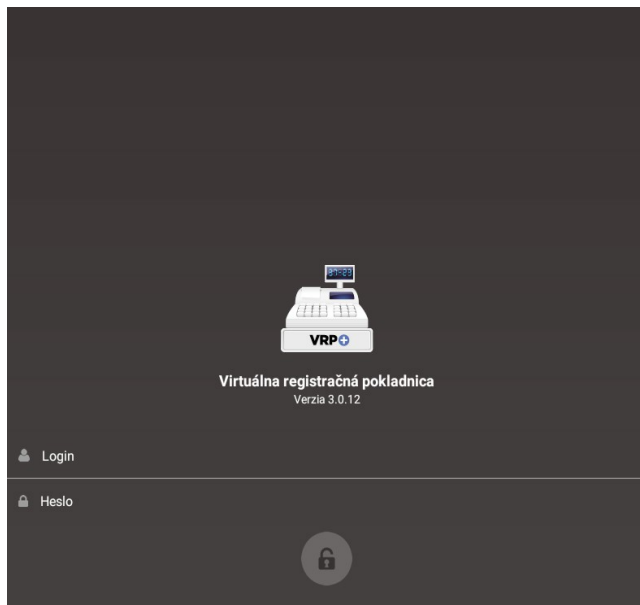 VRP
Virtuálna registračná pokladnica
Verzia 3.0.12
Login
Heslo